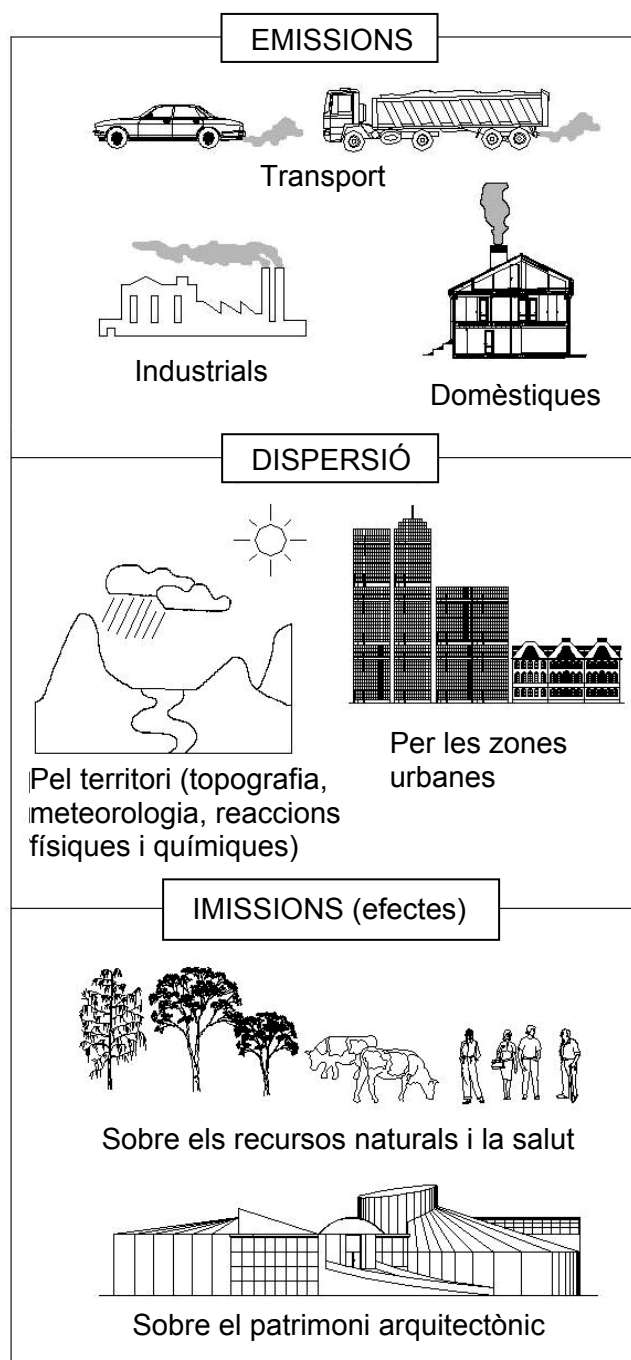 EMISSIONS
Transport
Industrials
Domèstiques
DISPERSIÓ
Per les zones
urbanes
Pel territori (topografia,
meteorologia, reaccions
físiques i químiques)
IMISSIONS (efectes)
Sobre els recursos naturals i la salut
Sobre el patrimoni arquitectònic